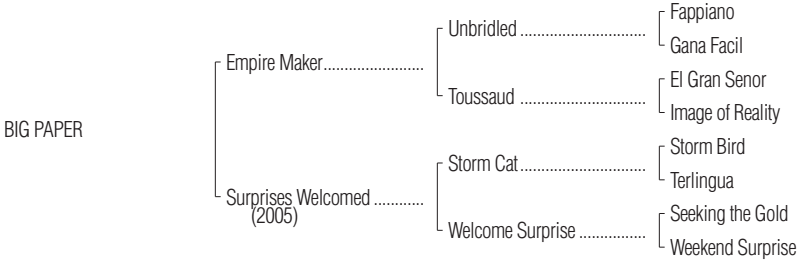 Fappiano
Unbridled ..............................
Gana Facil
Empire Maker........................
El Gran Senor
Toussaud ..............................
Image of Reality
BIG PAPER
Storm Bird
Storm Cat ..............................
Terlingua
Surprises Welcomed ............
(2005)
Seeking the Gold
Welcome Surprise ................
Weekend Surprise